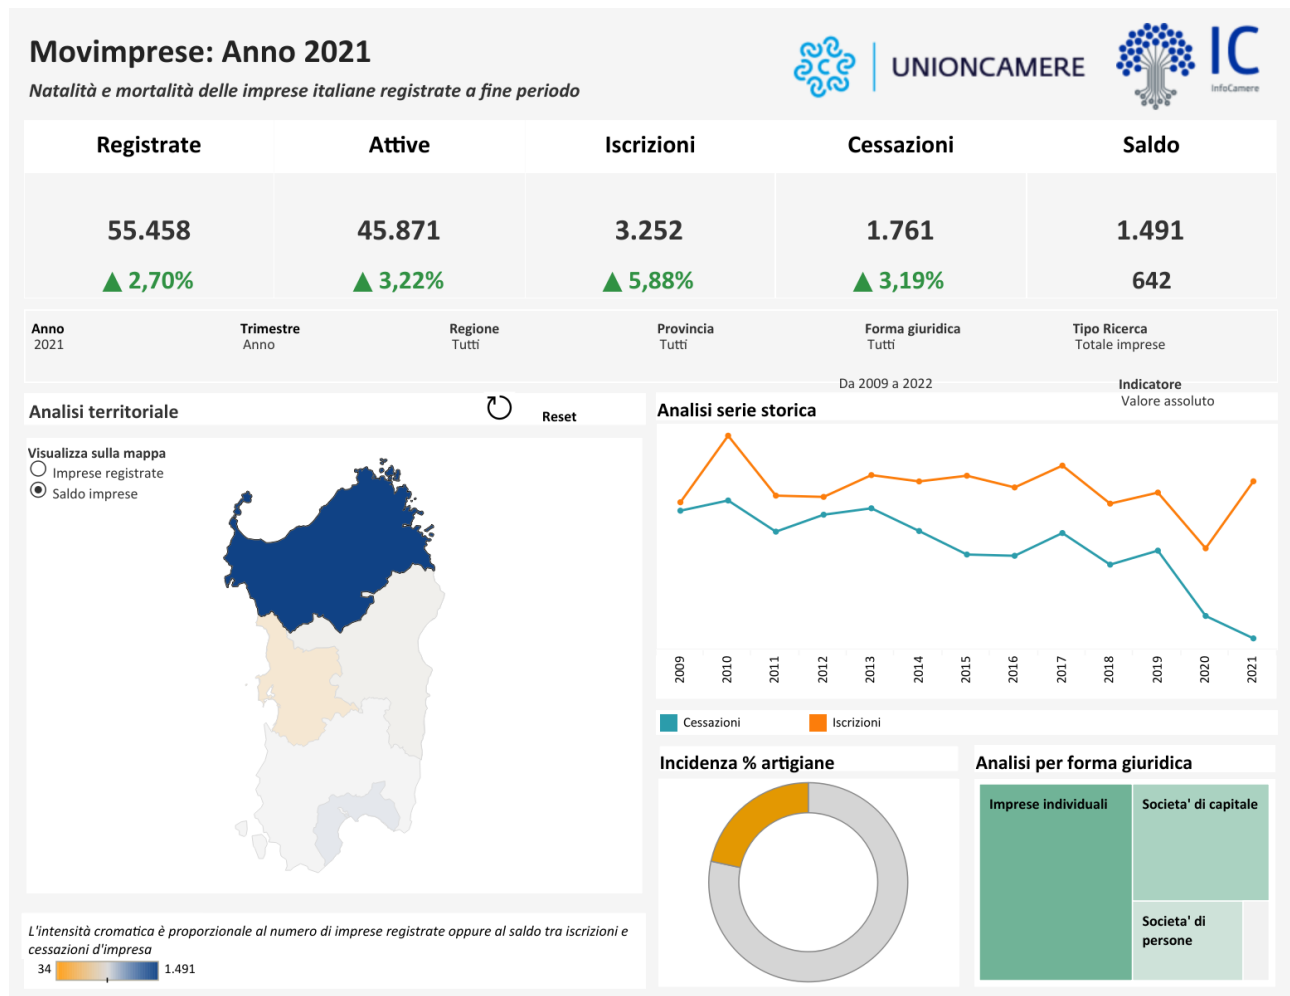 Movimprese: Anno 2021
Natalità e mortalità delle imprese italiane registrate a fine periodo
UNIONCAMERE
IC
InfoCamere
Registrate Attive Iscrizioni Cessazioni Saldo
55.458 45.871 3.252 1.761 1.491
▲ 2,70% ▲ 3,22% ▲ 5,88% ▲ 3,19% 642
Anno Trimestre Regione Provincia Forma giuridica Tipo Ricerca
2021 Anno Tutti Tutti Tutti Totale imprese
Da 2009 a 2022 Indicatore
Valore assoluto
Analisi territoriale Reset
Visualizza sulla mappa
Imprese registrate
Saldo imprese
L'intensità cromatica è proporzionale al numero di imprese registrate oppure al saldo tra iscrizioni e
cessazioni d'impresa
34 1.491
Analisi serie storica
2009 2010 2011 2012 2013 2014 2015 2016 2017 2018 2019 2020 2021
Cessazioni Iscrizioni
Incidenza % artigiane
Analisi per forma giuridica
Imprese individuali Societa' di capitale
Societa' di
persone